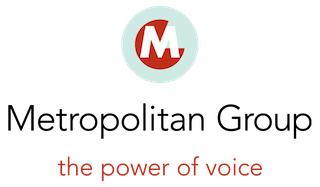 M
Metropolitan Group
the power of voice